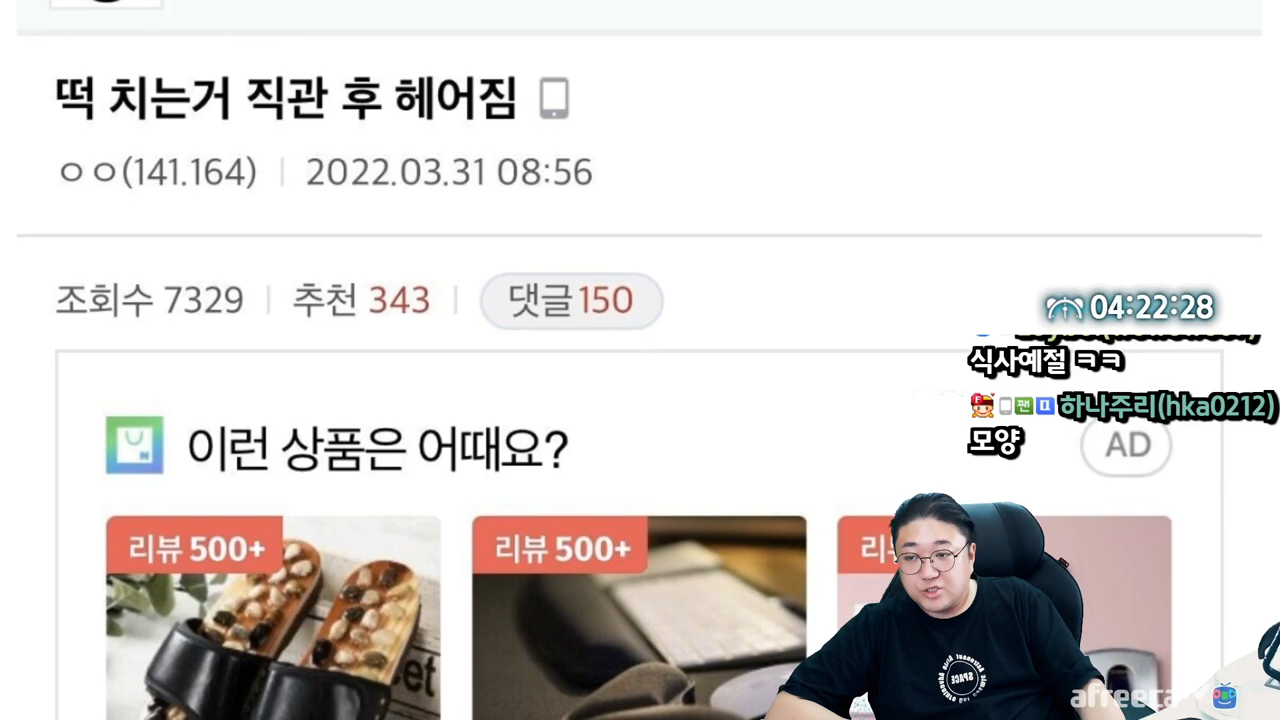 떡 치는거 직관 후 헤어짐
ㅇㅇ(141.164) 2022.03.31 08:56
조회수 7329 추천 343 댓글 150
04:22:28
식사예절 ㅋㅋ
하나주리(hka0212)
모양
이런 상품은 어때요?
AD
리뷰 500+
리뷰 500+
SPACE
afreeca